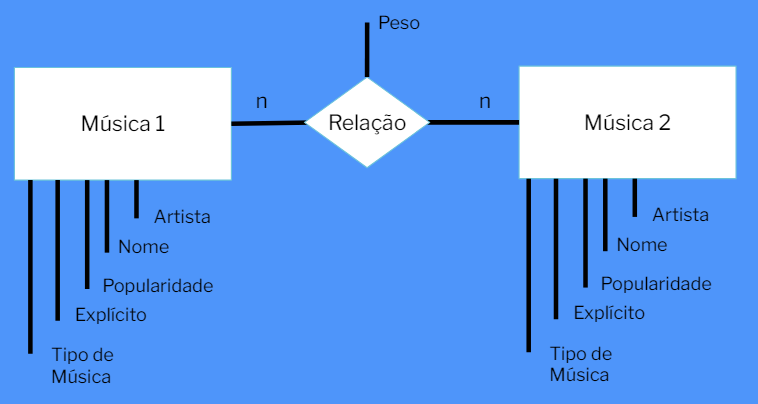 Peso
Música 1
n
Relação
n
Música 2
Artista
Nome
Popularidade
Explícito
Tipo de
Música
Artista
Nome
Popularidade
Explícito
Tipo de
Música